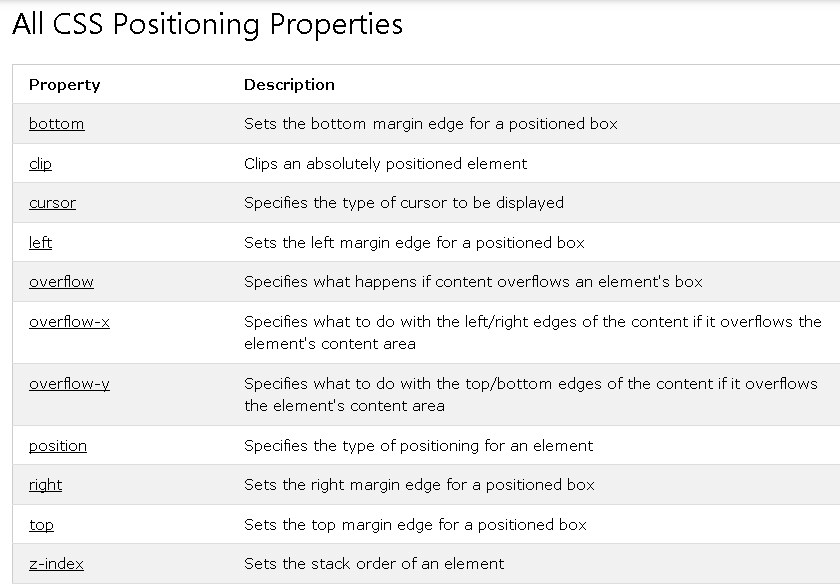 All CSS Positioning Properties
Property Description
bottom Sets the bottom margin edge for a positioned box
clip Clips an absolutely positioned element
cursor Specifies the type of cursor to be displayed
left Sets the left margin edge for a positioned box
overflow Specifies what happens if content overflows an element's box
overflow-x Specifies what to do with the left/right edges of the content if it overflows the
element's content area
overflow-y Specifies what to do with the top/bottom edges of the content if it overflows
the element's content area
position Specifies the type of positioning for an element
right Sets the right margin edge for a positioned box
top Sets the top margin edge for a positioned box
z-index Sets the stack order of an element